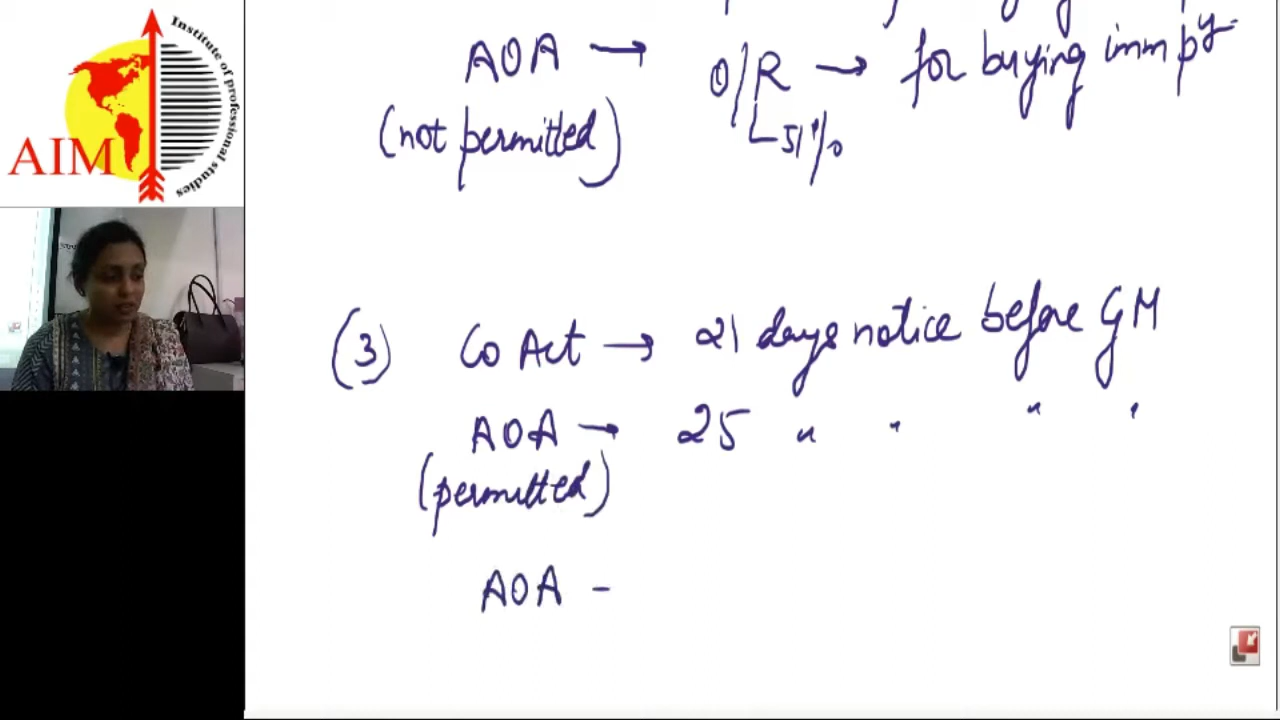 Institute of professional studies
AIM
AOA → O/R → for buying imm py
(not permitted) 51%
(3) Co Act → 21 days notice before GM
AOA → 25 " " " "
(permitted)
AOA -